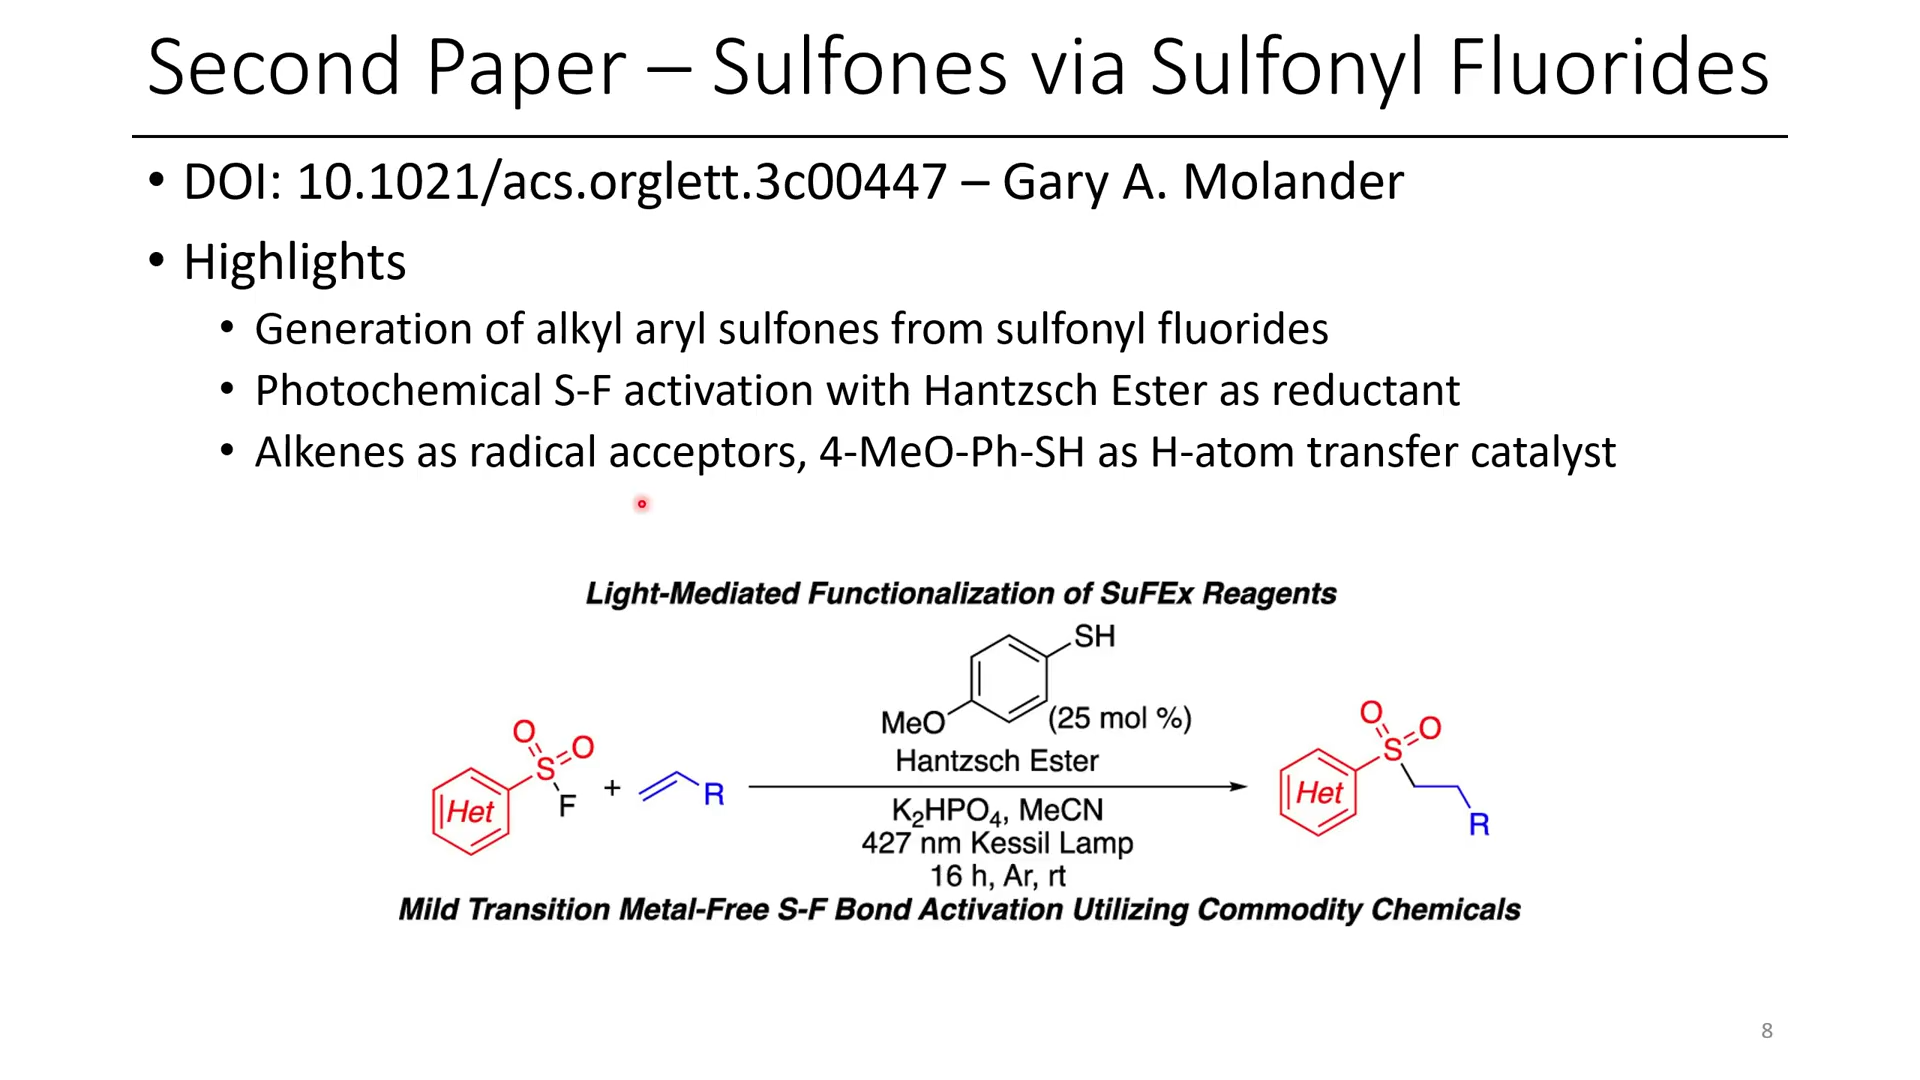 Second Paper – Sulfones via Sulfonyl Fluorides
• DOI: 10.1021/acs.orglett.3c00447 – Gary A. Molander
• Highlights
• Generation of alkyl aryl sulfones from sulfonyl fluorides
• Photochemical S-F activation with Hantzsch Ester as reductant
• Alkenes as radical acceptors, 4-MeO-Ph-SH as H-atom transfer catalyst
Light-Mediated Functionalization of SuFEx Reagents
SH
MeO (25 mol %)
Hantzsch Ester
O
S O
Het F + R
K₂HPO₄, MeCN
427 nm Kessil Lamp
16 h, Ar, rt
O
S O
Het
R
Mild Transition Metal-Free S-F Bond Activation Utilizing Commodity Chemicals
8